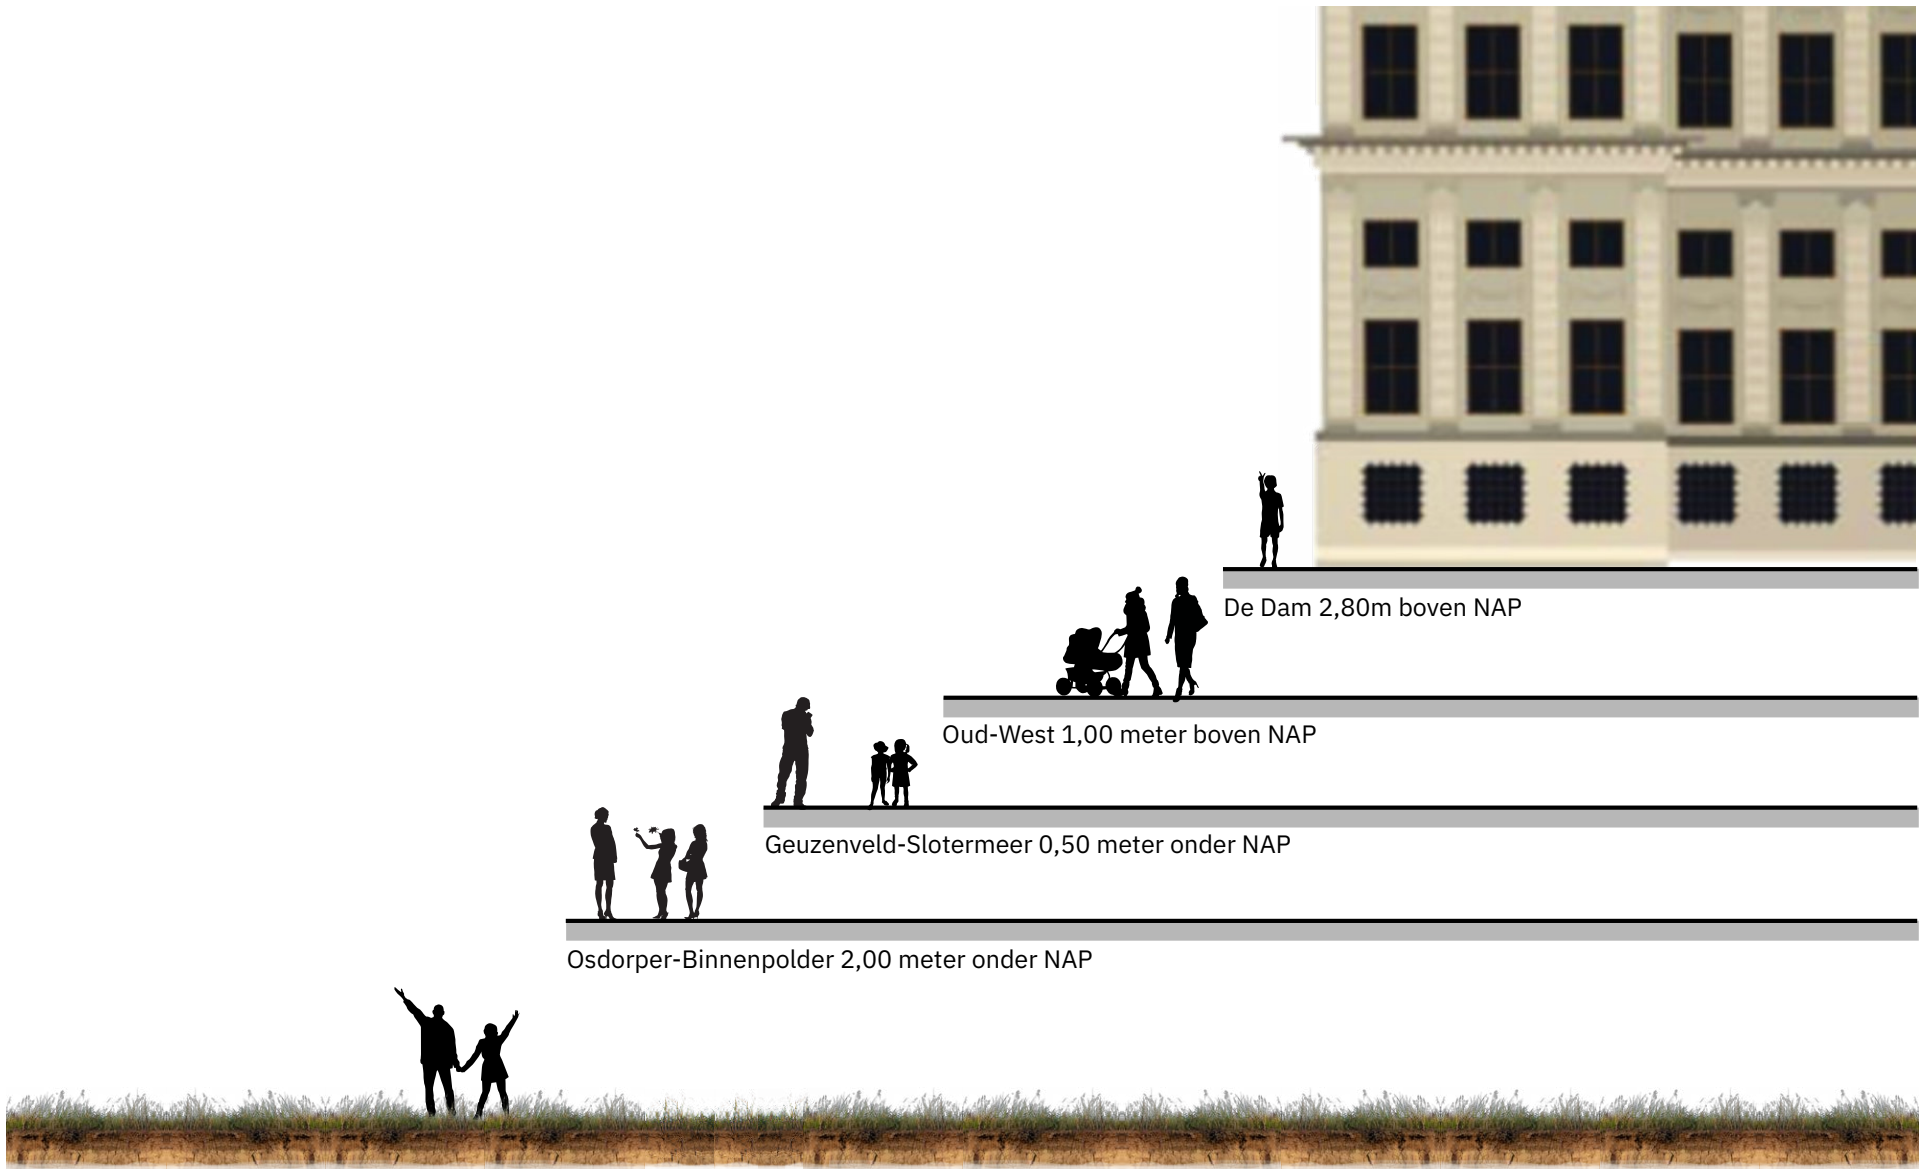 De Dam 2,80m boven NAP
Oud-West 1,00 meter boven NAP
Geuzenveld-Slotermeer 0,50 meter onder NAP
Osdorper-Binnenpolder 2,00 meter onder NAP